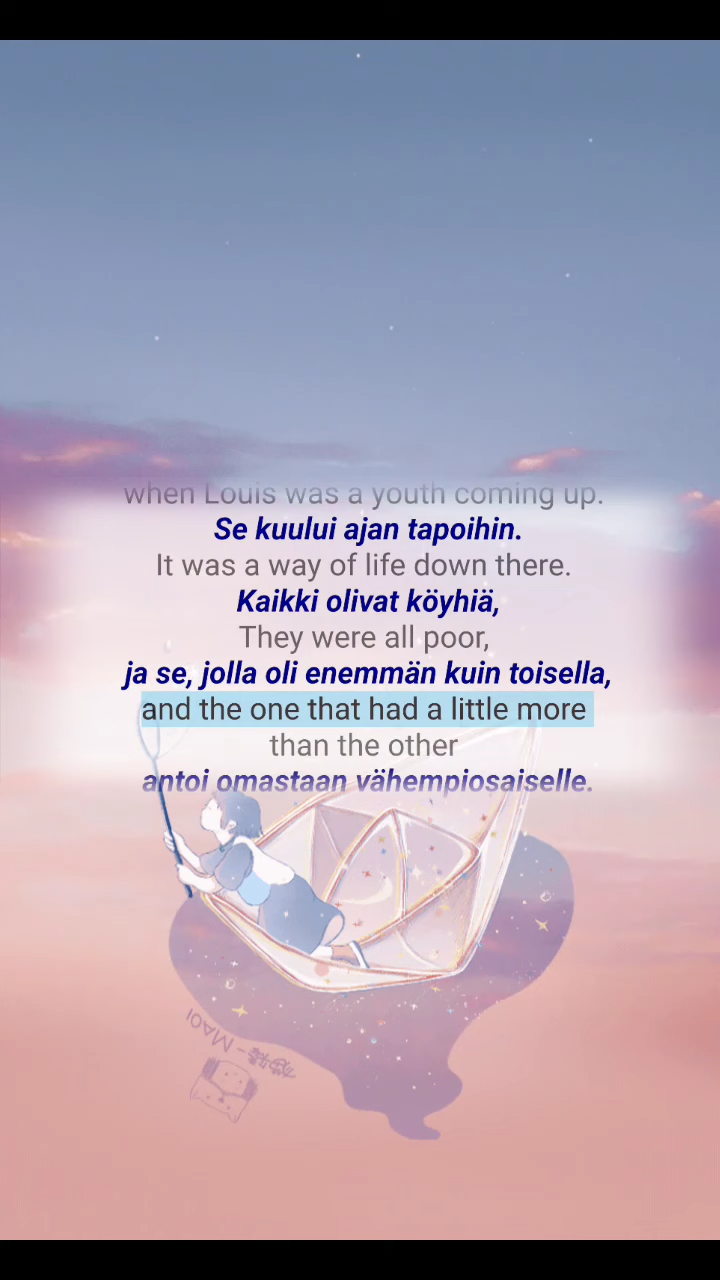 when Louis was a youth coming up.
Se kuului ajan tapoihin.
It was a way of life down there.
Kaikki olivat köyhiä,
They were all poor,
ja se, jolla oli enemmän kuin toisella,
and the one that had a little more
than the other
antoi omastaan vähempiosaiselle.
MAOI